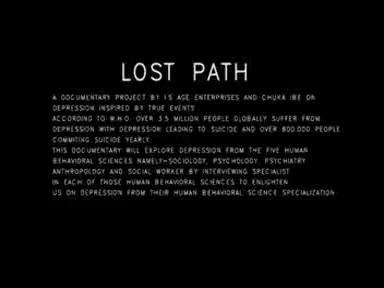 LOST PATH
A DOCUMENTARY PROJECT BY I 5 AGE ENTERPRISES AND CHUKA IBE ON
DEPRESSION INSPIRED BY TRUE EVENTS
ACCORDING TO W.H.O. OVER 3.5 MILLION PEOPLE GLOBALLY SUFFER FROM
DEPRESSION WITH DEPRESSION LEADING TO SUICIDE AND OVER 800.000 PEOPLE
COMMITING SUICIDE YEARLY.
THIS DOCUMENTARY WILL EXPLORE DEPRESSION FROM THE FIVE HUMAN
BEHAVIORAL SCIENCES NAMELY-SOCIOLOGY, PSYCHOLOGY. PSYCHIATRY
ANTHROPOLOGY AND SOCIAL WORKER BY INTERVIEWING SPECIALIST
IN EACH OF THOSE HUMAN BEHAVIORAL SCIENCES TO ENLIGHTEN
US ON DEPRESSION FROM THEIR HUMAN BEHAVIORAL SCIENCE SPECIALIZATION